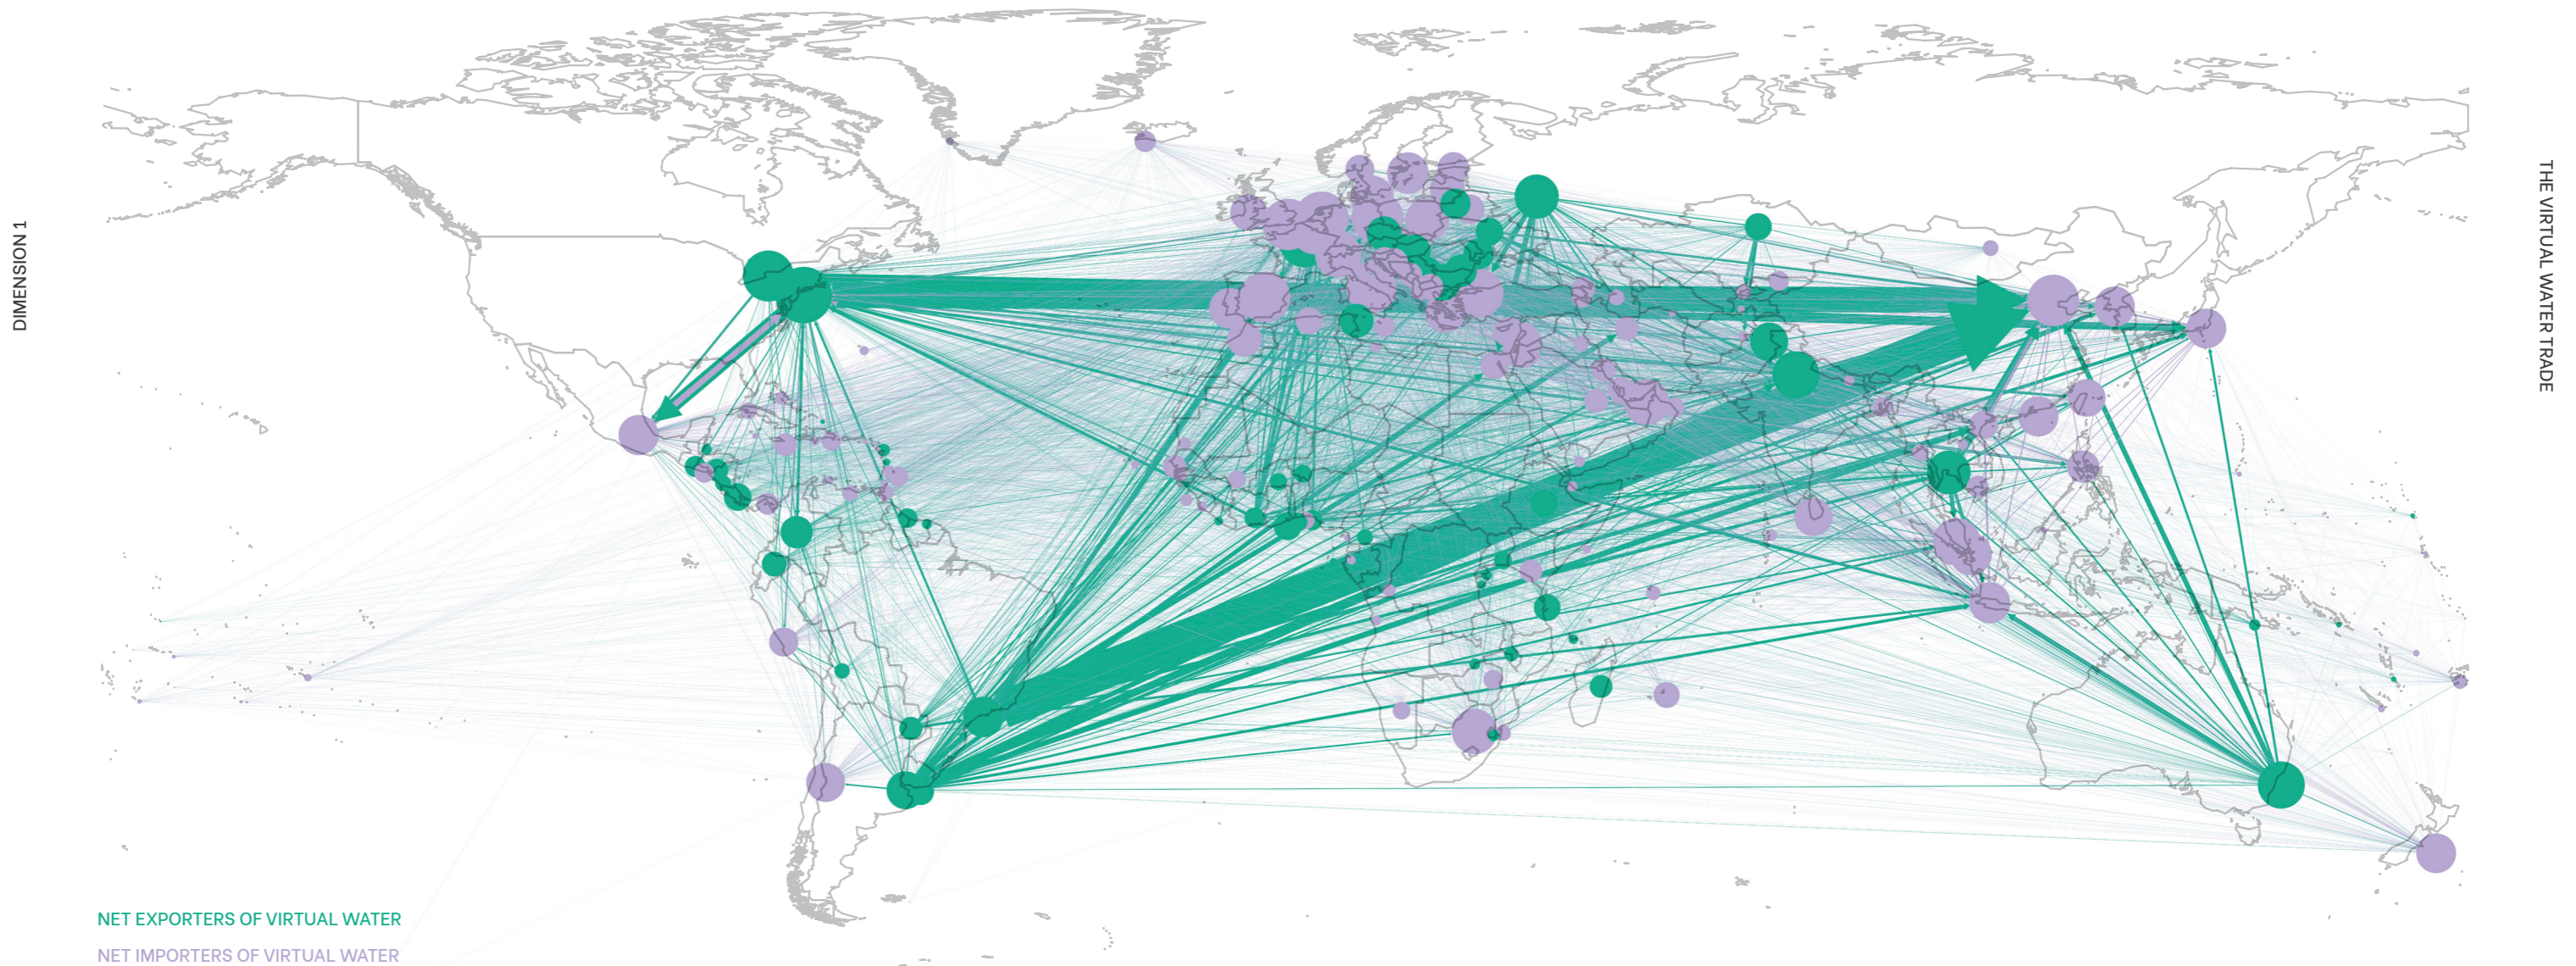 DIMENSION 1
THE VIRTUAL WATER TRADE
NET EXPORTERS OF VIRTUAL WATER
NET IMPORTERS OF VIRTUAL WATER